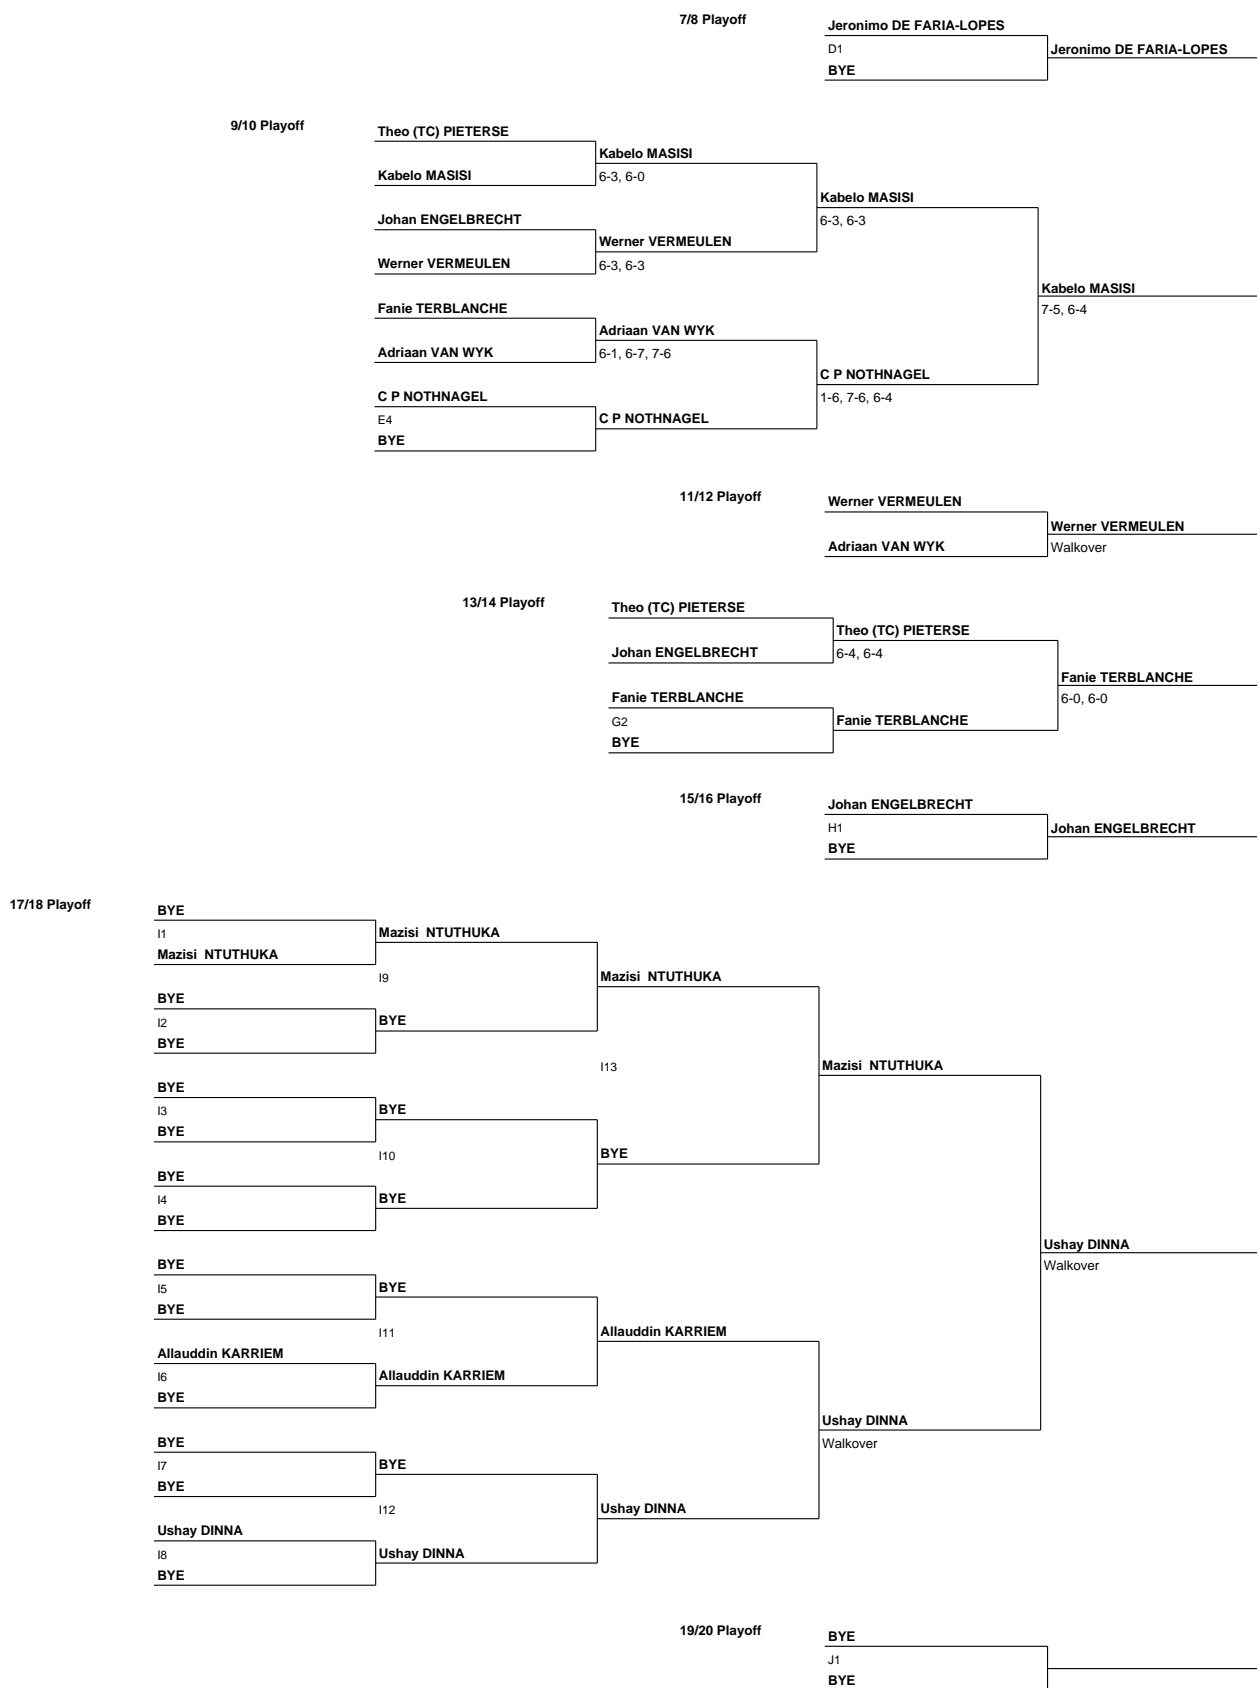 7/8 Playoff
Jeronimo DE FARIA-LOPES
D1
Jeronimo DE FARIA-LOPES
BYE
9/10 Playoff
Theo (TC) PIETERSE
Kabelo MASISI
Kabelo MASISI
6-3, 6-0
Kabelo MASISI
6-3, 6-3
Johan ENGELBRECHT
Werner VERMEULEN
Werner VERMEULEN
6-3, 6-3
Kabelo MASISI
7-5, 6-4
Fanie TERBLANCHE
Adriaan VAN WYK
Adriaan VAN WYK
6-1, 6-7, 7-6
C P NOTHNAGEL
1-6, 7-6, 6-4
C P NOTHNAGEL
E4
C P NOTHNAGEL
BYE
11/12 Playoff
Werner VERMEULEN
Werner VERMEULEN
Adriaan VAN WYK
Walkover
13/14 Playoff
Theo (TC) PIETERSE
Theo (TC) PIETERSE
Johan ENGELBRECHT
6-4, 6-4
Fanie TERBLANCHE
6-0, 6-0
Fanie TERBLANCHE
G2
Fanie TERBLANCHE
BYE
15/16 Playoff
Johan ENGELBRECHT
H1
Johan ENGELBRECHT
BYE
17/18 Playoff
BYE
I1
Mazisi NTUTHUKA
Mazisi NTUTHUKA
I9
Mazisi NTUTHUKA
BYE
I2
BYE
BYE
I13
Mazisi NTUTHUKA
BYE
I3
BYE
BYE
I10
BYE
BYE
I4
BYE
BYE
Ushay DINNA
Walkover
BYE
I5
BYE
BYE
I11
Allauddin KARRIEM
Allauddin KARRIEM
I6
Allauddin KARRIEM
BYE
Ushay DINNA
Walkover
BYE
I7
BYE
BYE
I12
Ushay DINNA
Ushay DINNA
I8
Ushay DINNA
BYE
19/20 Playoff
BYE
J1
BYE